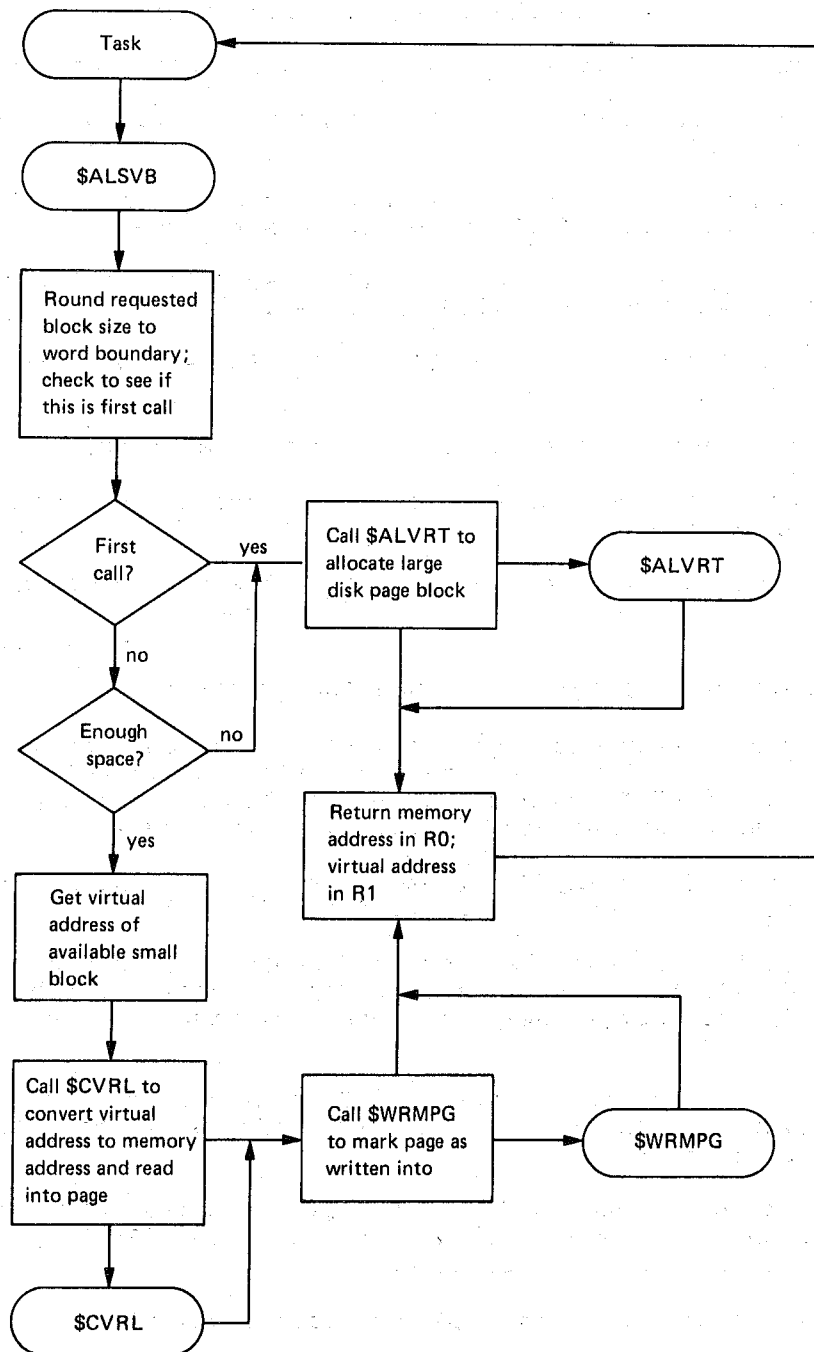 Task
$ALSVB
Round requested
block size to
word boundary;
check to see if
this is first call
First
call?
yes
no
Call $ALVRT to
allocate large
disk page block
$ALVRT
Enough
space?
no
yes
Return memory
address in R0;
virtual address
in R1
Get virtual
address of
available small
block
Call $CVRL to
convert virtual
address to memory
address and read
into page
Call $WRMPG
to mark page as
written into
$WRMPG
$CVRL